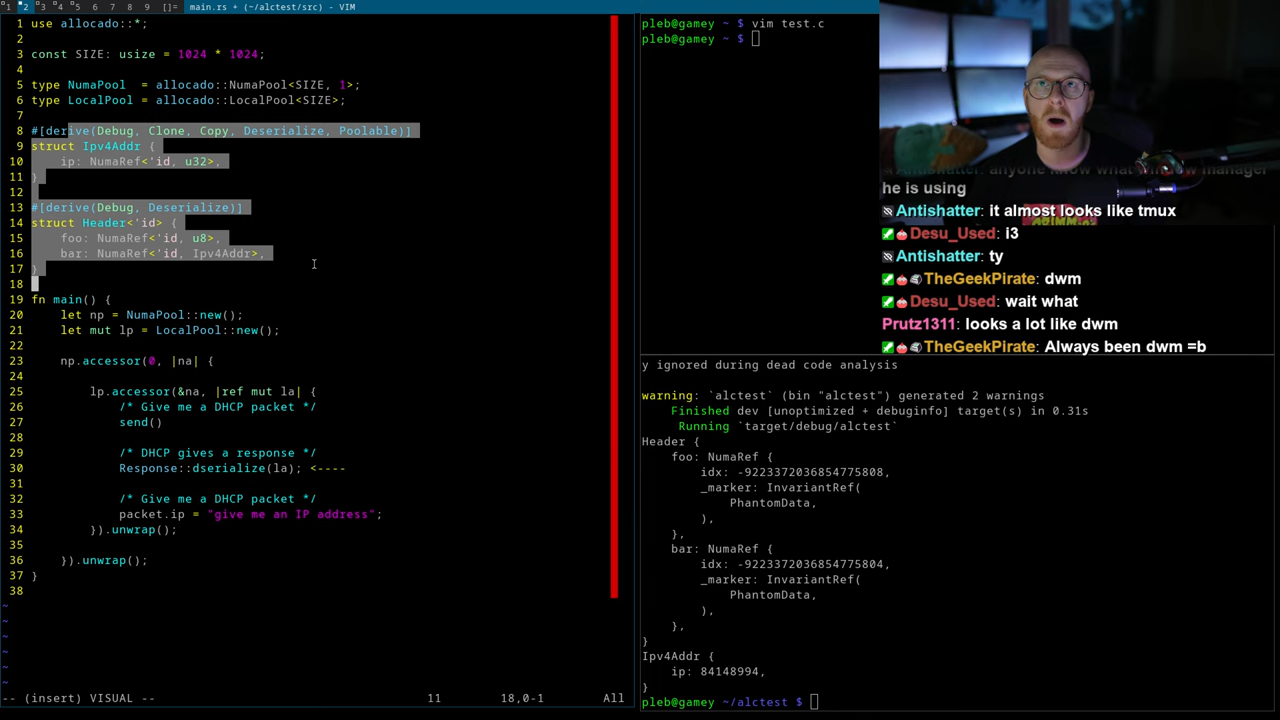 1 2 3 4 5 6 7 8 9 []= main.rs + (~/alctest/src) - VIM
1 use allocado::*;
2
3 const SIZE: usize = 1024 * 1024;
4
5 type NumaPool  = allocado::NumaPool<SIZE, 1>;
6 type LocalPool = allocado::LocalPool<SIZE>;
7
8 #[derive(Debug, Clone, Copy, Deserialize, Poolable)]
9 struct Ipv4Addr {
10     ip: NumaRef<'id, u32>,
11 }
12
13 #[derive(Debug, Deserialize)]
14 struct Header<'id> {
15     foo: NumaRef<'id, u8>,
16     bar: NumaRef<'id, Ipv4Addr>,
17 }
18
19 fn main() {
20     let np = NumaPool::new();
21     let mut lp = LocalPool::new();
22
23     np.accessor(0, |na| {
24
25         lp.accessor(&na, |ref mut la| {
26             /* Give me a DHCP packet */
27             send()
28
29             /* DHCP gives a response */
30             Response::dserialize(la); <----
31
32             /* Give me a DHCP packet */
33             packet.ip = "give me an IP address";
34         }).unwrap();
35
36     }).unwrap();
37 }
38
~
~
~
~
~
~
-- (insert) VISUAL -- 11 18,0-1 All
pleb@gamey ~ $ vim test.c
pleb@gamey ~ $
y ignored during dead code analysis
warning: `alctest` (bin "alctest") generated 2 warnings
    Finished dev [unoptimized + debuginfo] target(s) in 0.31s
     Running `target/debug/alctest`
Header {
    foo: NumaRef {
        idx: -9223372036854775808,
        _marker: InvariantRef(
            PhantomData,
        ),
    },
    bar: NumaRef {
        idx: -9223372036854775804,
        _marker: InvariantRef(
            PhantomData,
        ),
    },
}
Ipv4Addr {
    ip: 84148994,
}
pleb@gamey ~/alctest $
Antishatter: anyone know what window manager
he is using
Antishatter: it almost looks like tmux
Desu_Used: i3
Antishatter: ty
TheGeekPirate: dwm
Desu_Used: wait what
Prutz1311: looks a lot like dwm
TheGeekPirate: Always been dwm =b